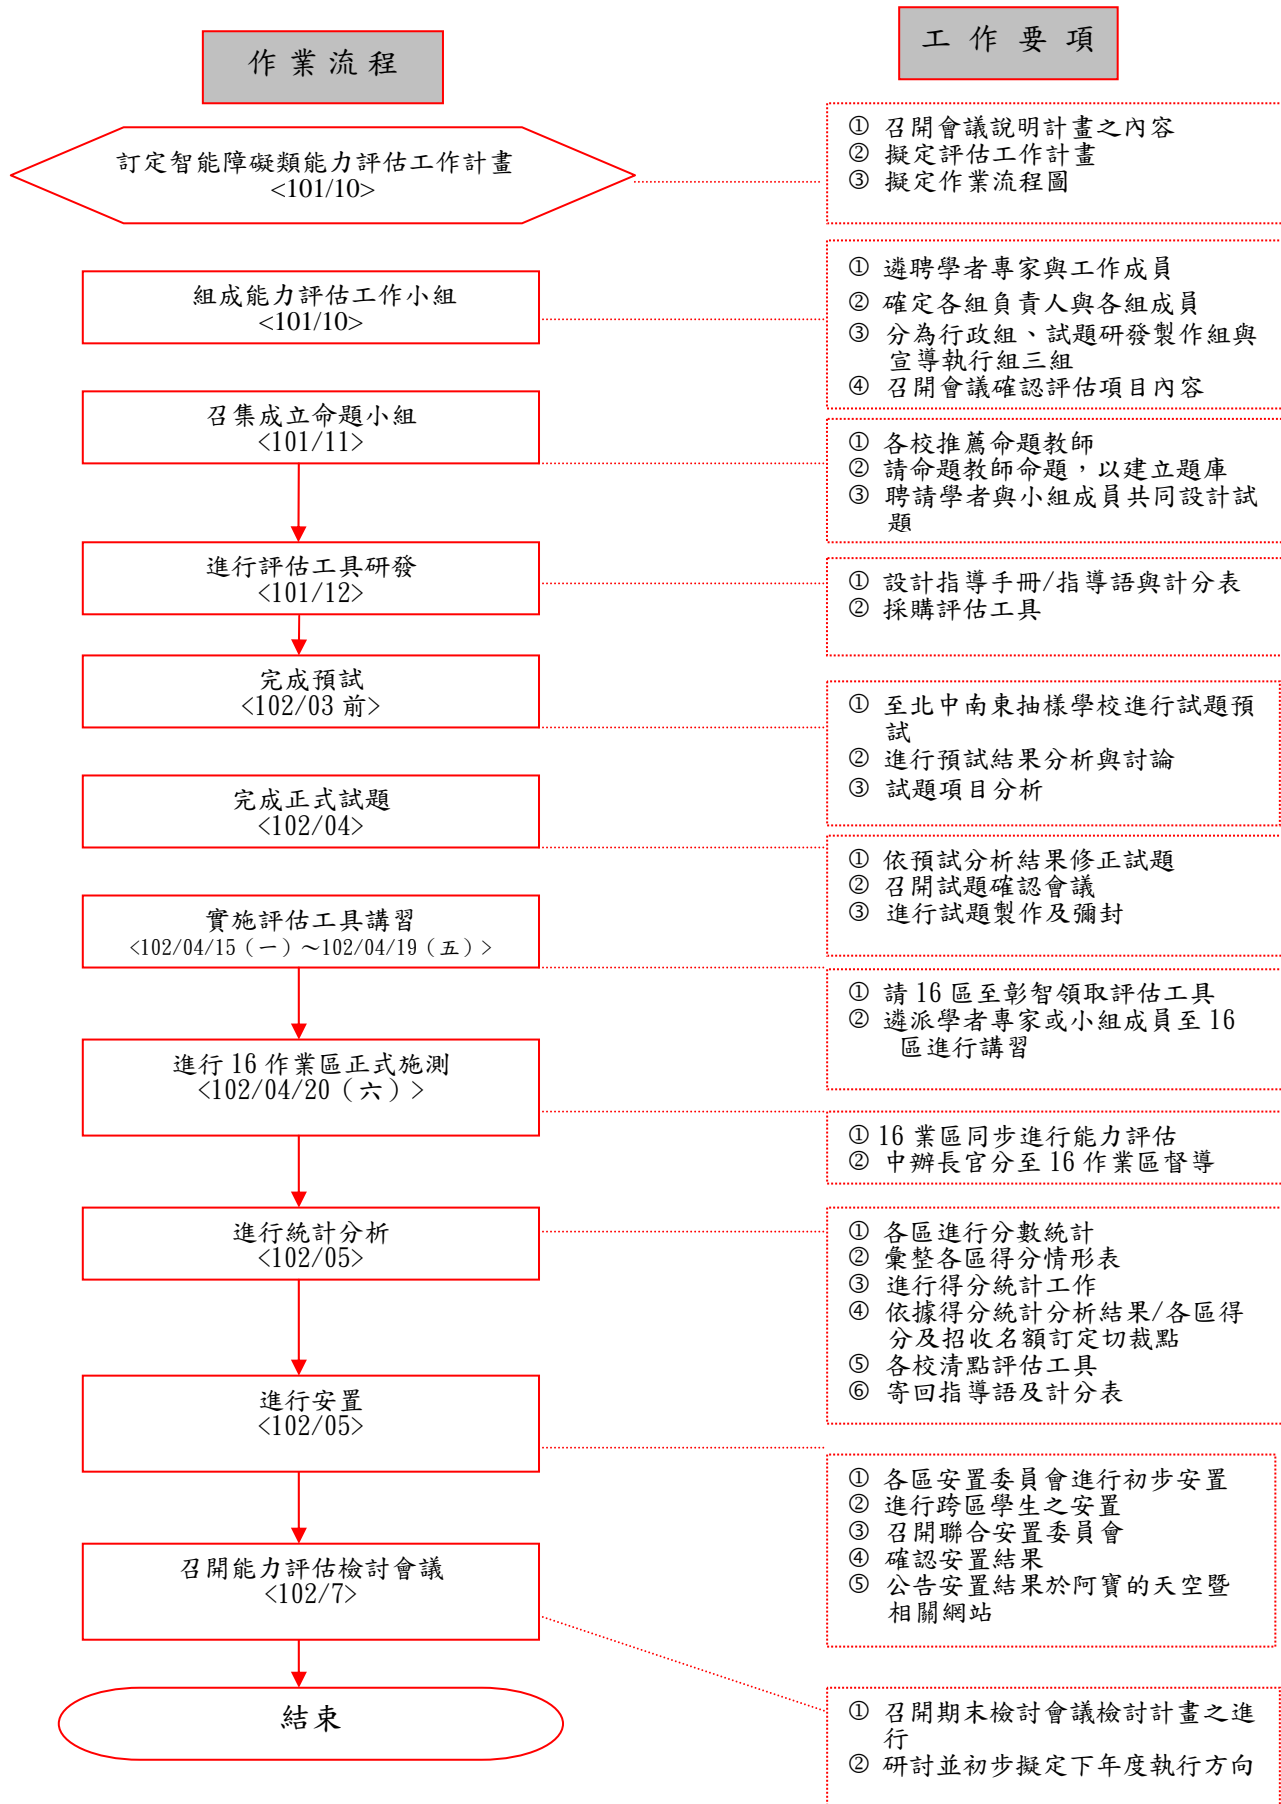 作業流程
工作要項
訂定智能障礙類能力評估工作計畫
<101/10>
① 召開會議說明計畫之內容
② 擬定評估工作計畫
③ 擬定作業流程圖
組成能力評估工作小組
<101/10>
① 遴聘學者專家與工作成員
② 確定各組負責人與各組成員
③ 分為行政組、試題研發製作組與
宣導執行組三組
④ 召開會議確認評估項目內容
召集成立命題小組
<101/11>
① 各校推薦命題教師
② 請命題教師命題，以建立題庫
③ 聘請學者與小組成員共同設計試
題
進行評估工具研發
<101/12>
① 設計指導手冊/指導語與計分表
② 採購評估工具
完成預試
<102/03 前>
① 至北中南東抽樣學校進行試題預
試
② 進行預試結果分析與討論
③ 試題項目分析
完成正式試題
<102/04>
① 依預試分析結果修正試題
② 召開試題確認會議
③ 進行試題製作及彌封
實施評估工具講習
<102/04/15（一）～102/04/19（五）>
① 請 16 區至彰智領取評估工具
② 遴派學者專家或小組成員至 16
區進行講習
進行 16 作業區正式施測
<102/04/20（六）>
① 16 業區同步進行能力評估
② 中辦長官分至 16 作業區督導
進行統計分析
<102/05>
① 各區進行分數統計
② 彙整各區得分情形表
③ 進行得分統計工作
④ 依據得分統計分析結果/各區得
分及招收名額訂定切裁點
⑤ 各校清點評估工具
⑥ 寄回指導語及計分表
進行安置
<102/05>
① 各區安置委員會進行初步安置
② 進行跨區學生之安置
③ 召開聯合安置委員會
④ 確認安置結果
⑤ 公告安置結果於阿寶的天空暨
相關網站
召開能力評估檢討會議
<102/7>
① 召開期末檢討會議檢討計畫之進
行
② 研討並初步擬定下年度執行方向
結束